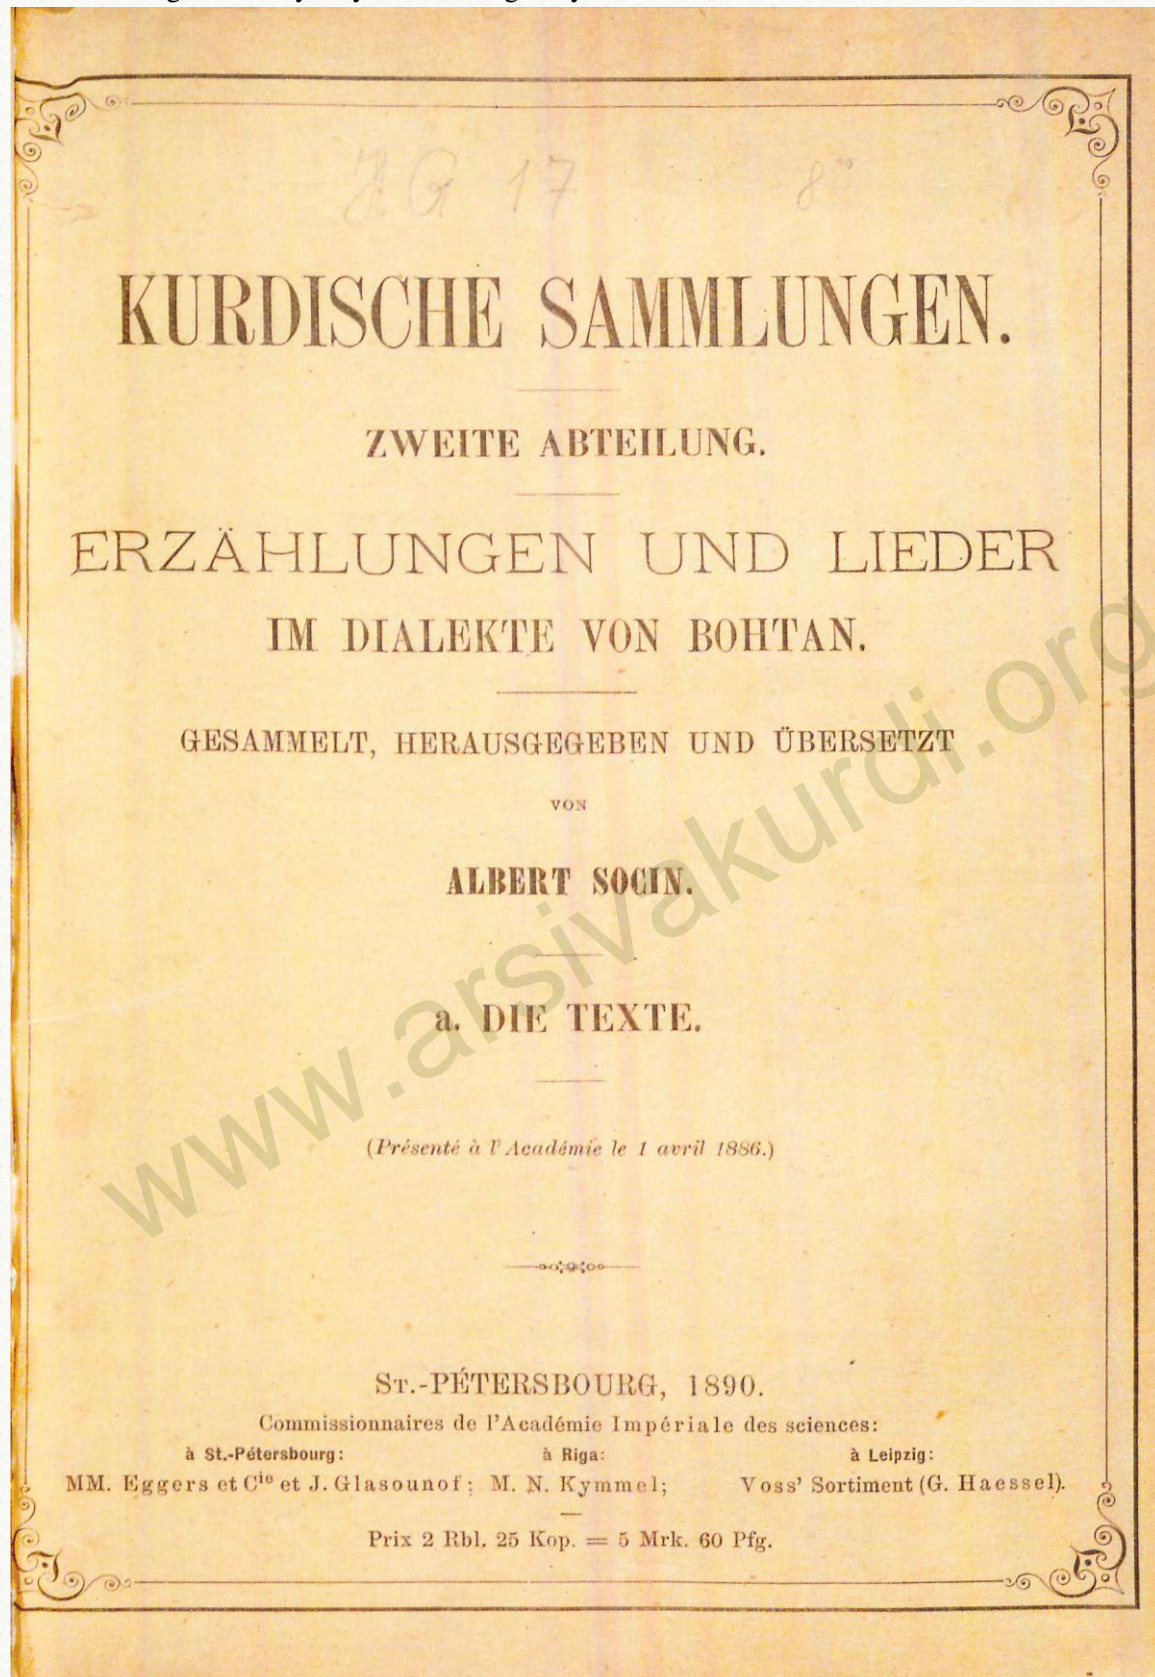 KURDISCHE SAMMLUNGEN.
ZWEITE ABTEILUNG.
ERZÄHLUNGEN UND LIEDER
IM DIALEKTE VON BOHTAN.
GESAMMELT, HERAUSGEGEBEN UND ÜBERSETZT
VON
ALBERT SOCIN.
a. DIE TEXTE.
(Présenté à l'Académie le 1 avril 1886.)
ST.-PÉTERSBOURG, 1890.
Commissionnaires de l'Académie Impériale des sciences:
à St.-Pétersbourg: à Riga: à Leipzig:
MM. Eggers et Cie et J. Glasounof; M. N. Kymmel; Voss' Sortiment (G. Haessel).
Prix 2 Rbl. 25 Kop. = 5 Mrk. 60 Pfg.
www.arsivakurdi.org